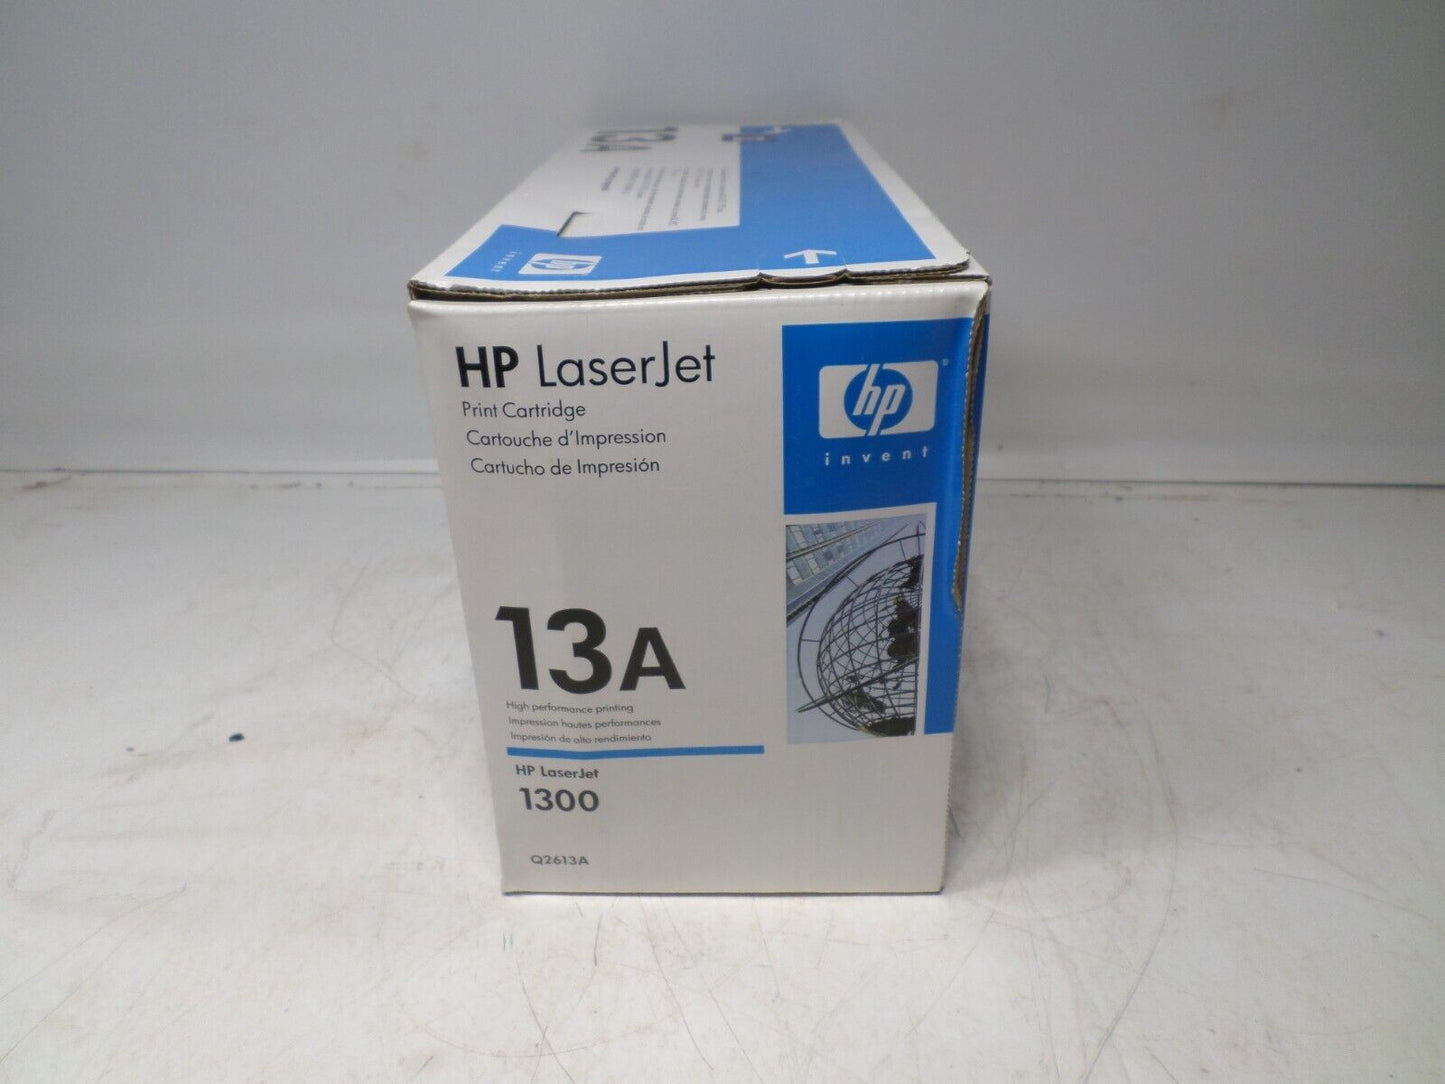 13A
invent
hp
HP LaserJet
Print Cartridge
Cartouche d'Impression
Cartucho de Impresión
hp®
invent
13A
High performance printing
Impression hautes performances
Impresión de alto rendimiento
HP LaserJet
1300
Q2613A